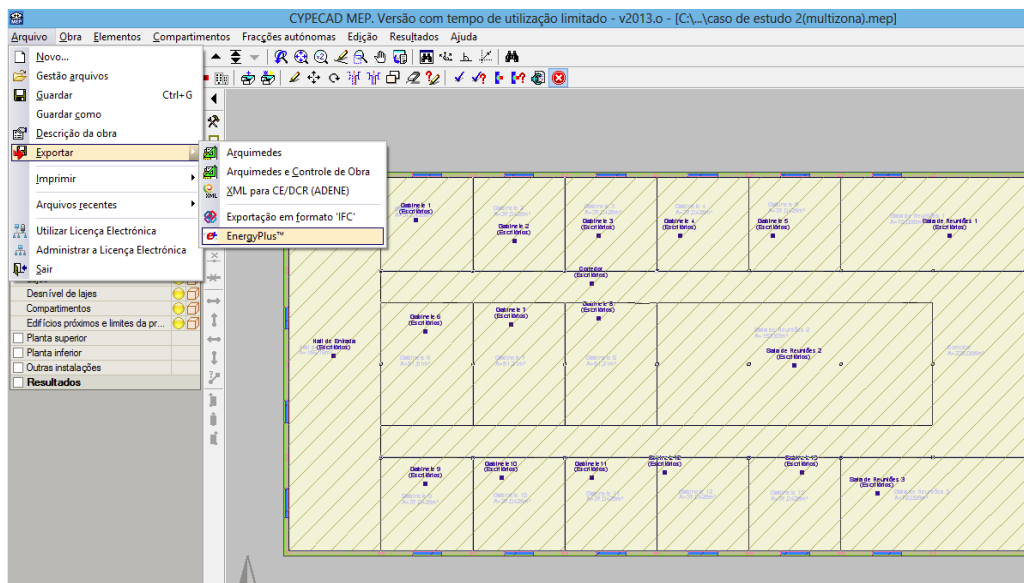 CYPECAD MEP. Versão com tempo de utilização limitado - v2013.o - [C:\...\caso de estudo 2(multizona).mep]
MEP
Arquivo Obra Elementos Compartimentos Fracções autónomas Edição Resultados Ajuda
Novo...
Gestão arquivos
Guardar Ctrl+G
Guardar como
Descrição da obra
Exportar
Imprimir
Arquivos recentes
Utilizar Licença Electrónica
Administrar a Licença Electrónica
Sair
Arquimedes
Arquimedes e Controle de Obra
XML para CE/DCR (ADENE)
Exportação em formato 'IFC'
EnergyPlus™
Desnível de lajes
Compartimentos
Edifícios próximos e limites da pr...
Planta superior
Planta inferior
Outras instalações
Resultados
Gabinete 1
(Escritórios)
Gabinete 2
(Escritórios)
Gabinete 3
(Escritórios)
Gabinete 4
(Escritórios)
Gabinete 5
(Escritórios)
Sala de Reuniões 1
(Escritórios)
Corredor
(Escritórios)
Gabinete 6
(Escritórios)
Gabinete 7
(Escritórios)
Gabinete 8
(Escritórios)
Hall de Entrada
(Escritórios)
Sala de Reuniões 2
(Escritórios)
Gabinete 9
(Escritórios)
Gabinete 10
(Escritórios)
Gabinete 11
(Escritórios)
Gabinete 12
(Escritórios)
Gabinete 13
(Escritórios)
Sala de Reuniões 3
(Escritórios)